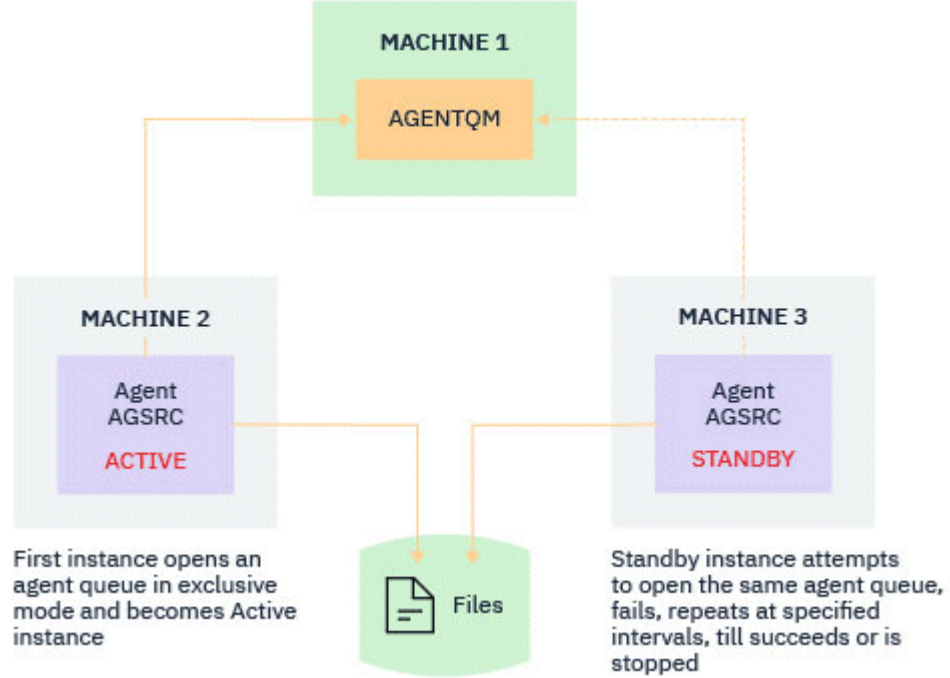 MACHINE 1
AGENTQM
MACHINE 2
Agent
AGSRC
ACTIVE
First instance opens an
agent queue in exclusive
mode and becomes Active
instance
MACHINE 3
Agent
AGSRC
STANDBY
Standby instance attempts
to open the same agent queue,
fails, repeats at specified
intervals, till succeeds or is
stopped
Files